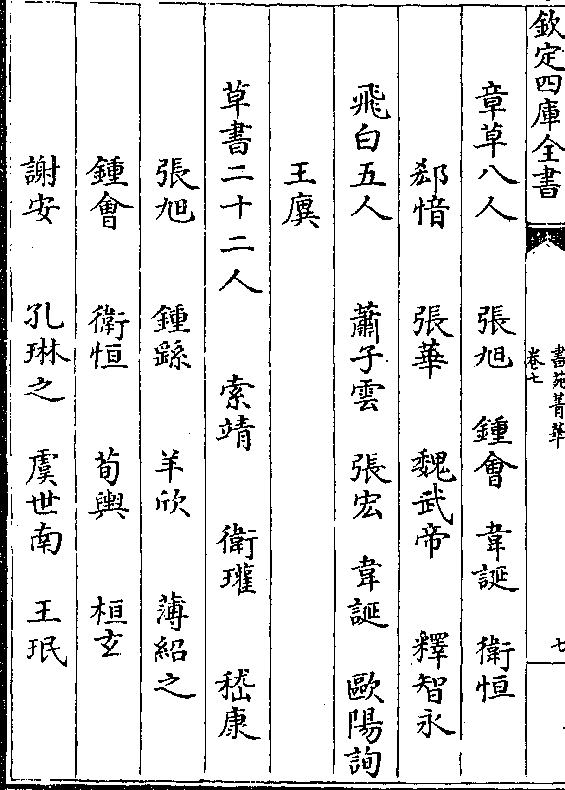 欽定四庫全書
書苑菁華
卷七
七
章草八人 張旭 鍾會 韋誕 衛恒
郄愔 張華 魏武帝 釋智永
飛白五人 蕭子雲 張宏 韋誕 歐陽詢
王廙
草書二十二人 索靖 衛瓘 嵇康
張旭 鍾繇 羊欣 薄紹之
鍾會 衛恒 荀輿 桓玄
謝安 孔琳之 虞世南 王珉